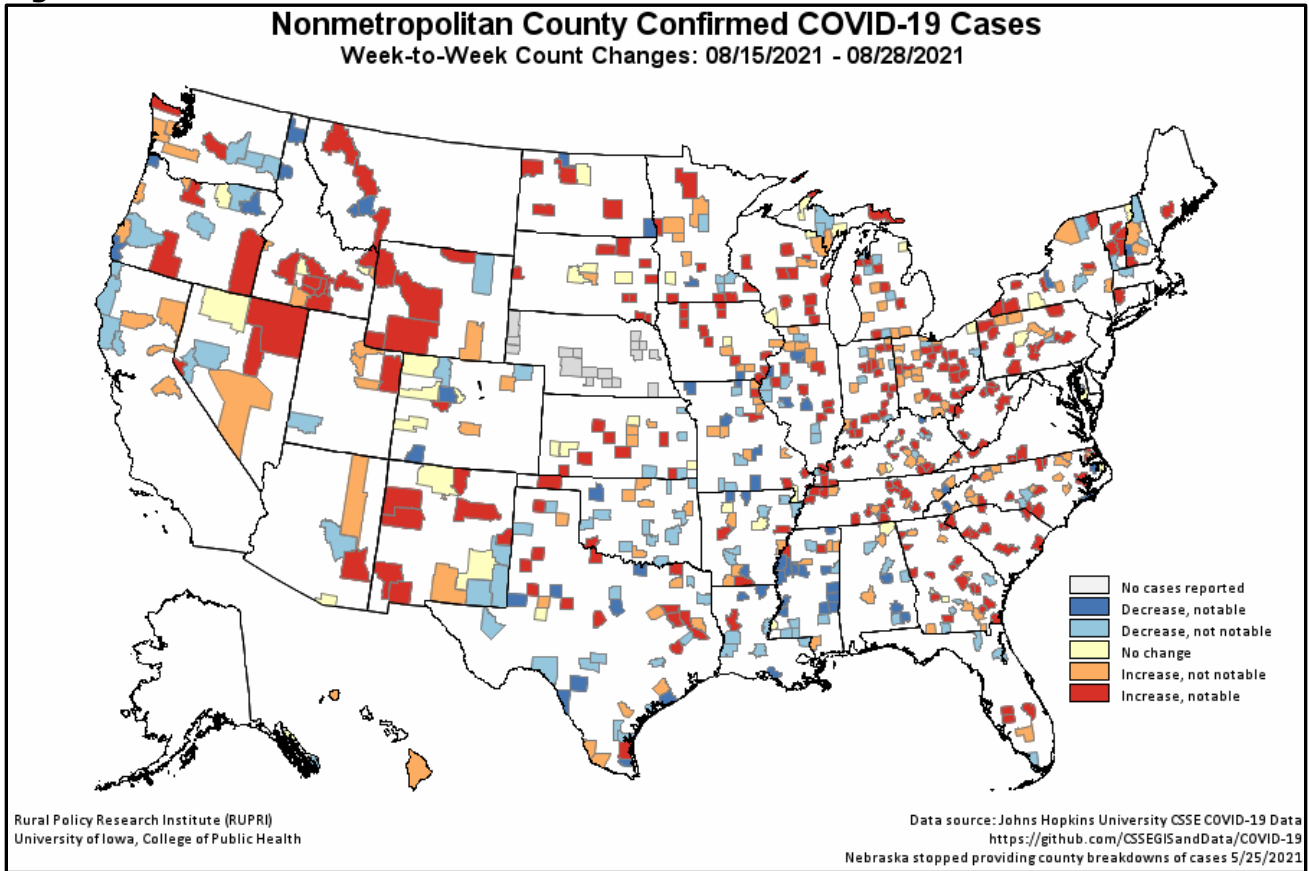 Nonmetropolitan County Confirmed COVID-19 Cases
Week-to-Week Count Changes: 08/15/2021 - 08/28/2021
No cases reported
Decrease, notable
Decrease, not notable
No change
Increase, not notable
Increase, notable
Rural Policy Research Institute (RUPRI)
University of Iowa, College of Public Health
Data source: Johns Hopkins University CSSE COVID-19 Data
https://github.com/CSSEGISandData/COVID-19
Nebraska stopped providing county breakdowns of cases 5/25/2021